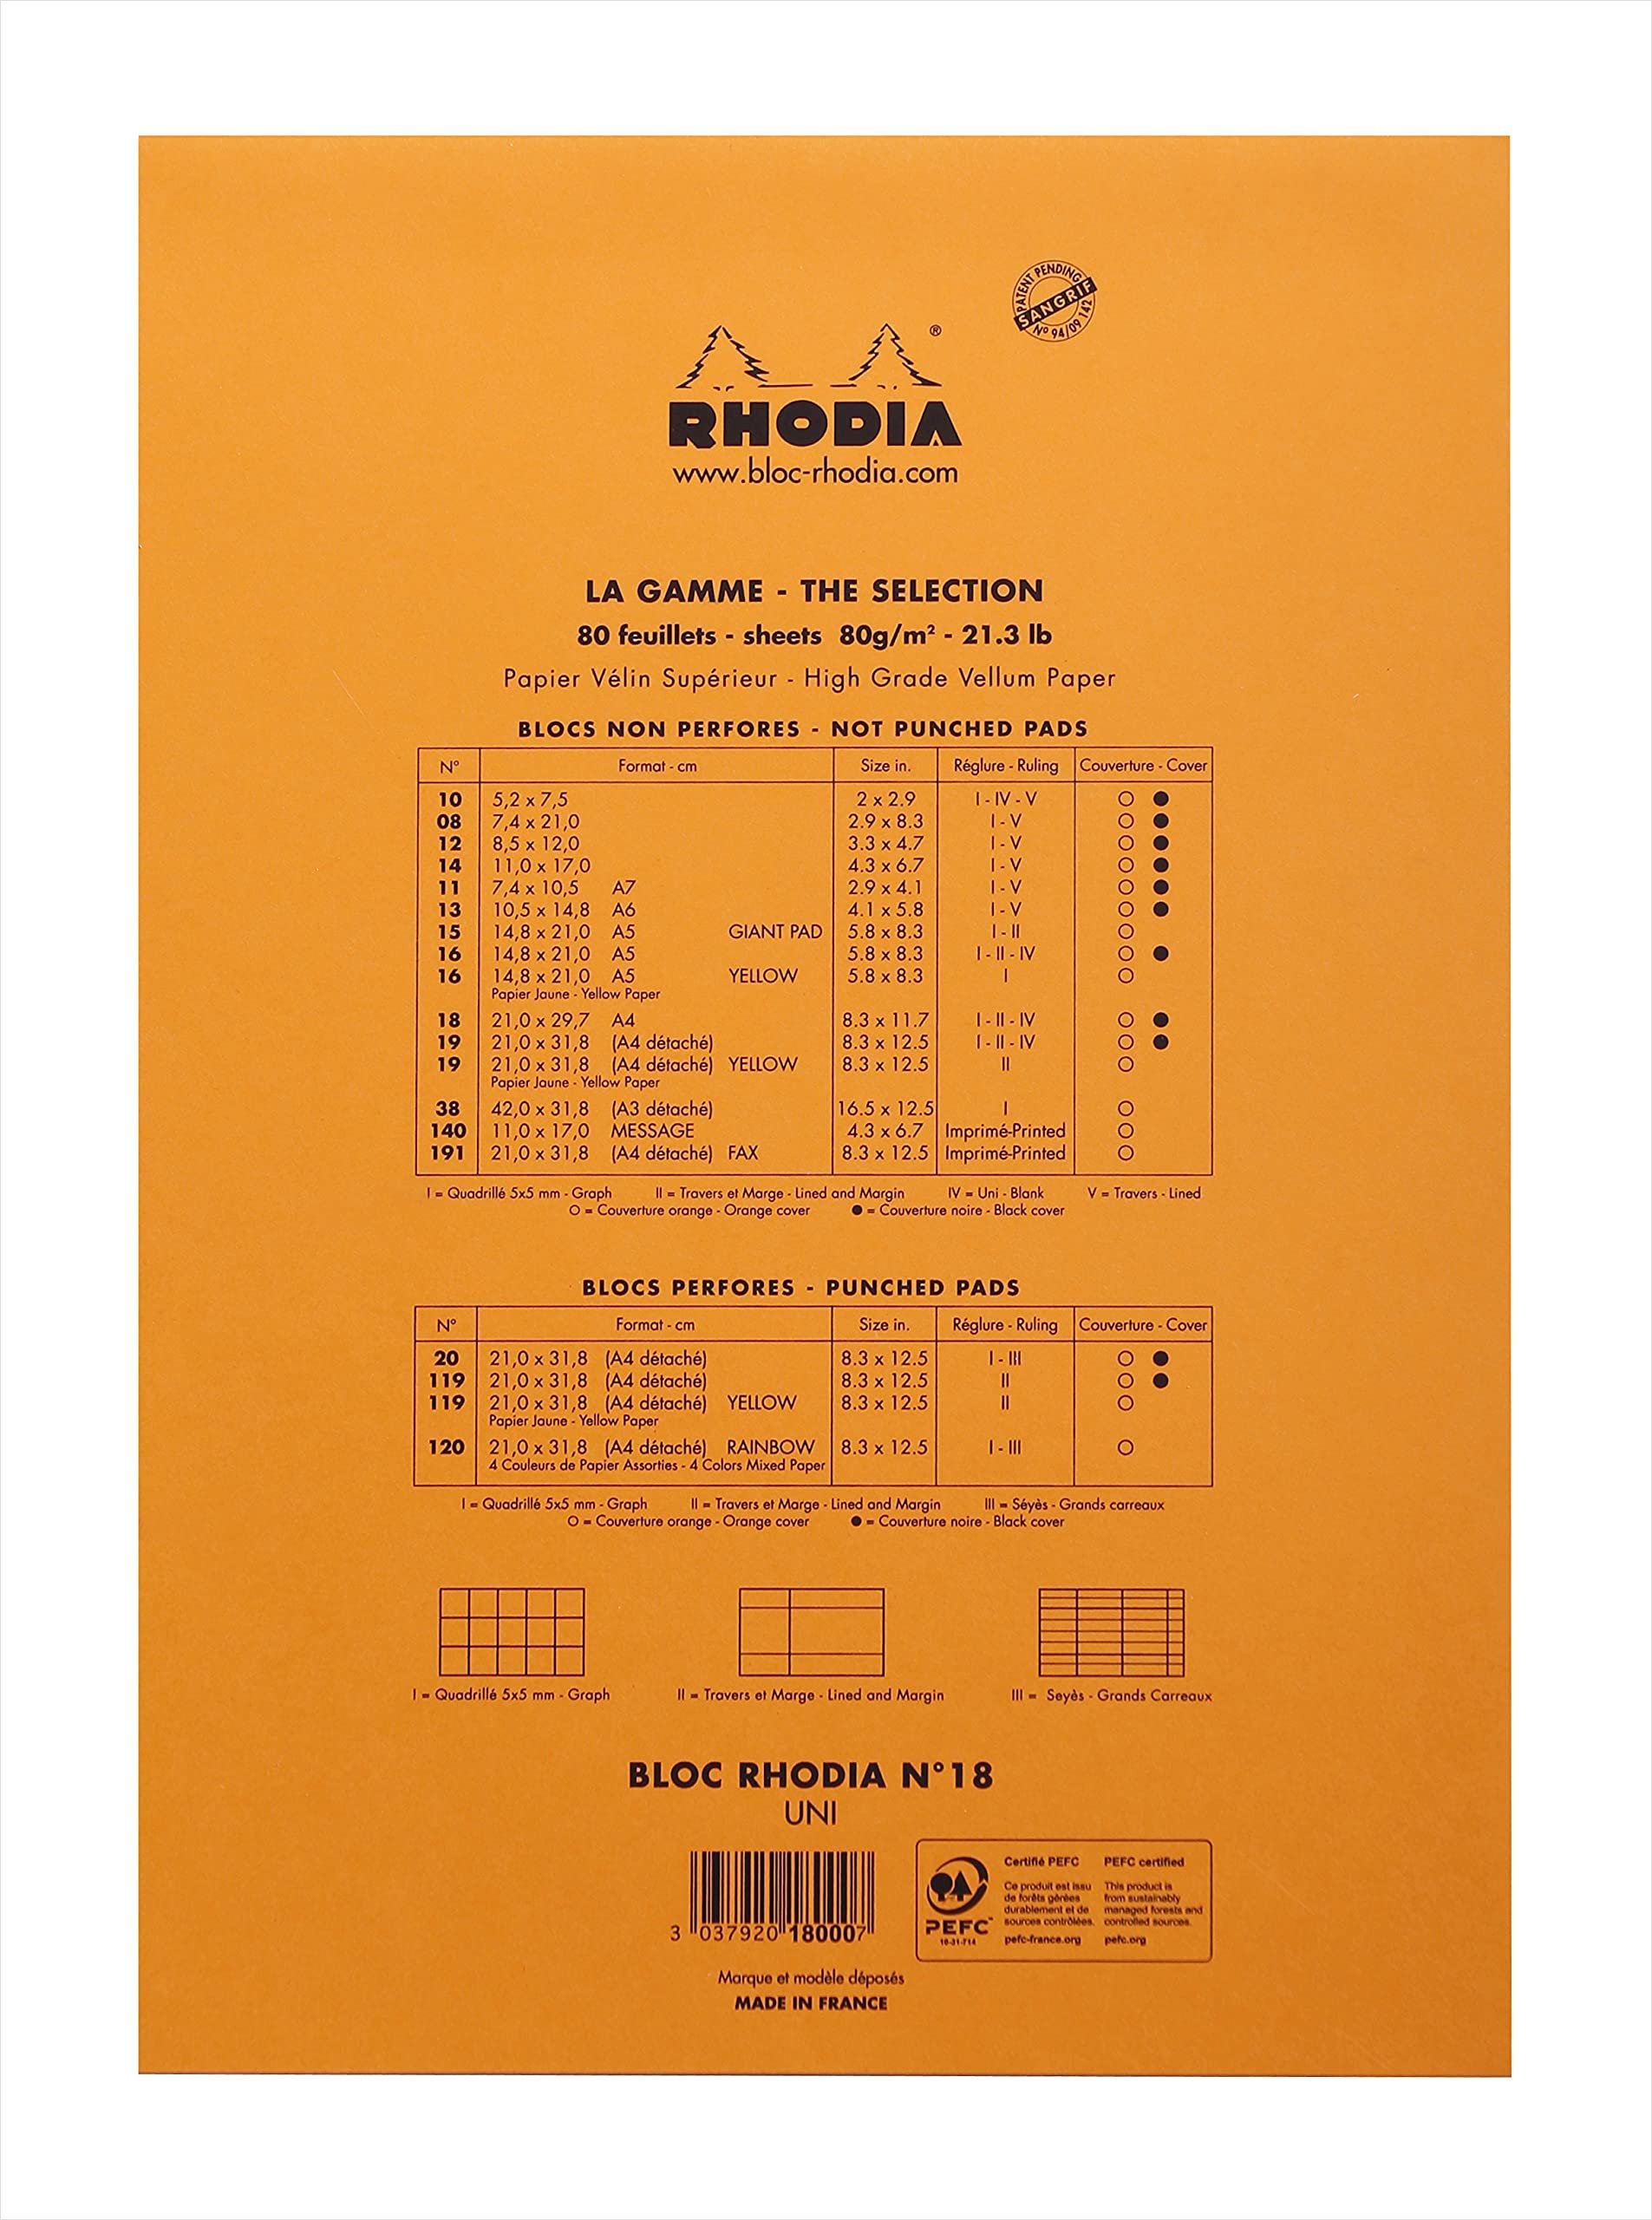 PATENT PENDING
SANGRIF
N° 94/09 142
®
RHODIA
www.bloc-rhodia.com
LA GAMME - THE SELECTION
80 feuillets - sheets 80g/m² - 21.3 lb
Papier Vélin Supérieur - High Grade Vellum Paper
BLOCS NON PERFORES - NOT PUNCHED PADS
N° Format - cm Size in. Réglure - Ruling Couverture - Cover
10 5,2 x 7,5 2 x 2.9 I - IV - V ○ ●
08 7,4 x 21,0 2.9 x 8.3 I - V ○ ●
12 8,5 x 12,0 3.3 x 4.7 I - V ○ ●
14 11,0 x 17,0 4.3 x 6.7 I - V ○ ●
11 7,4 x 10,5 A7 2.9 x 4.1 I - V ○ ●
13 10,5 x 14,8 A6 4.1 x 5.8 I - V ○ ●
15 14,8 x 21,0 A5 GIANT PAD 5.8 x 8.3 I - II ○
16 14,8 x 21,0 A5 5.8 x 8.3 I - II - IV ○ ●
16 14,8 x 21,0 A5 YELLOW 5.8 x 8.3 I ○
Papier Jaune - Yellow Paper
18 21,0 x 29,7 A4 8.3 x 11.7 I - II - IV ○ ●
19 21,0 x 31,8 (A4 détaché) 8.3 x 12.5 I - II - IV ○ ●
19 21,0 x 31,8 (A4 détaché) YELLOW 8.3 x 12.5 II ○
Papier Jaune - Yellow Paper
38 42,0 x 31,8 (A3 détaché) 16.5 x 12.5 I ○
140 11,0 x 17,0 MESSAGE 4.3 x 6.7 Imprimé-Printed ○
191 21,0 x 31,8 (A4 détaché) FAX 8.3 x 12.5 Imprimé-Printed ○
I = Quadrillé 5x5 mm - Graph II = Travers et Marge - Lined and Margin IV = Uni - Blank V = Travers - Lined
○ = Couverture orange - Orange cover ● = Couverture noire - Black cover
BLOCS PERFORES - PUNCHED PADS
N° Format - cm Size in. Réglure - Ruling Couverture - Cover
20 21,0 x 31,8 (A4 détaché) 8.3 x 12.5 I - III ○ ●
119 21,0 x 31,8 (A4 détaché) 8.3 x 12.5 II ○ ●
119 21,0 x 31,8 (A4 détaché) YELLOW 8.3 x 12.5 II ○
Papier Jaune - Yellow Paper
120 21,0 x 31,8 (A4 détaché) RAINBOW 8.3 x 12.5 I - III ○
4 Couleurs de Papier Assorties - 4 Colors Mixed Paper
I = Quadrillé 5x5 mm - Graph II = Travers et Marge - Lined and Margin III = Séyès - Grands carreaux
○ = Couverture orange - Orange cover ● = Couverture noire - Black cover
I = Quadrillé 5x5 mm - Graph II = Travers et Marge - Lined and Margin III = Seyès - Grands Carreaux
BLOC RHODIA N°18
UNI
3 037920 180007
PEFC™
10-31-714
Certifié PEFC
Ce produit est issu
de forêts gérées
durablement et de
sources contrôlées.
pefc-france.org
PEFC certified
This product is
from sustainably
managed forests and
controlled sources.
pefc.org
Marque et modèle déposés
MADE IN FRANCE